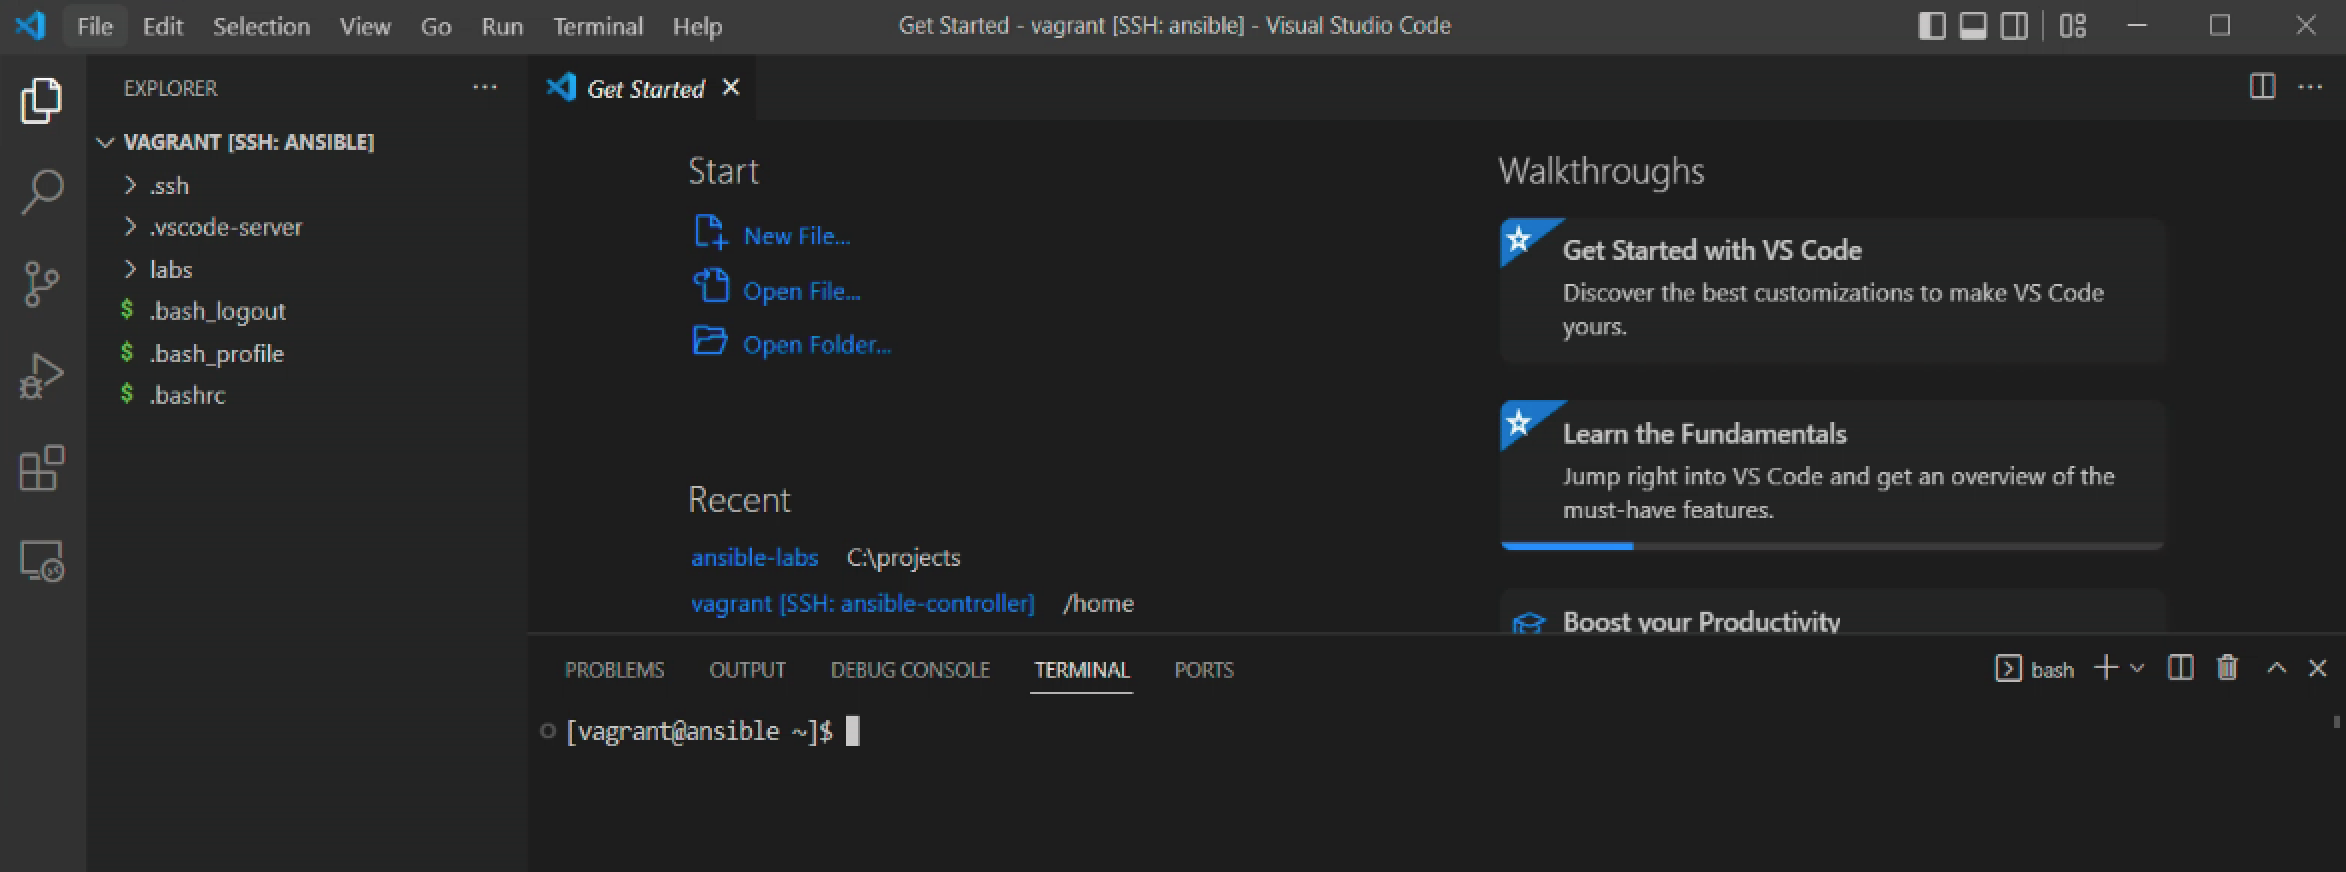 File Edit Selection View Go Run Terminal Help
Get Started - vagrant [SSH: ansible] - Visual Studio Code
EXPLORER
VAGRANT [SSH: ANSIBLE]
.ssh
.vscode-server
labs
$ .bash_logout
$ .bash_profile
$ .bashrc
Get Started
Start
New File...
Open File...
Open Folder...
Recent
ansible-labs C:\projects
vagrant [SSH: ansible-controller] /home
Walkthroughs
Get Started with VS Code
Discover the best customizations to make VS Code
yours.
Learn the Fundamentals
Jump right into VS Code and get an overview of the
must-have features.
Boost your Productivity
PROBLEMS OUTPUT DEBUG CONSOLE TERMINAL PORTS
bash
[vagrant@ansible ~]$